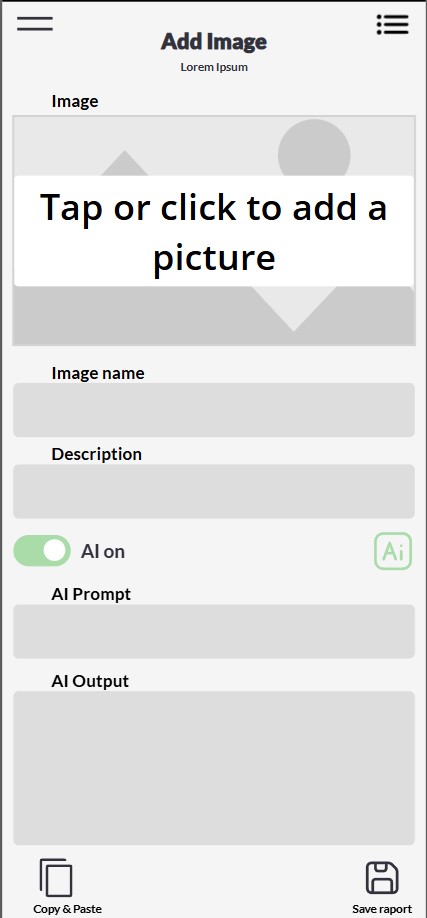 Add Image
Lorem Ipsum
Image
Tap or click to add a
picture
Image name
Description
AI on
Ai
AI Prompt
AI Output
Copy & Paste
Save raport